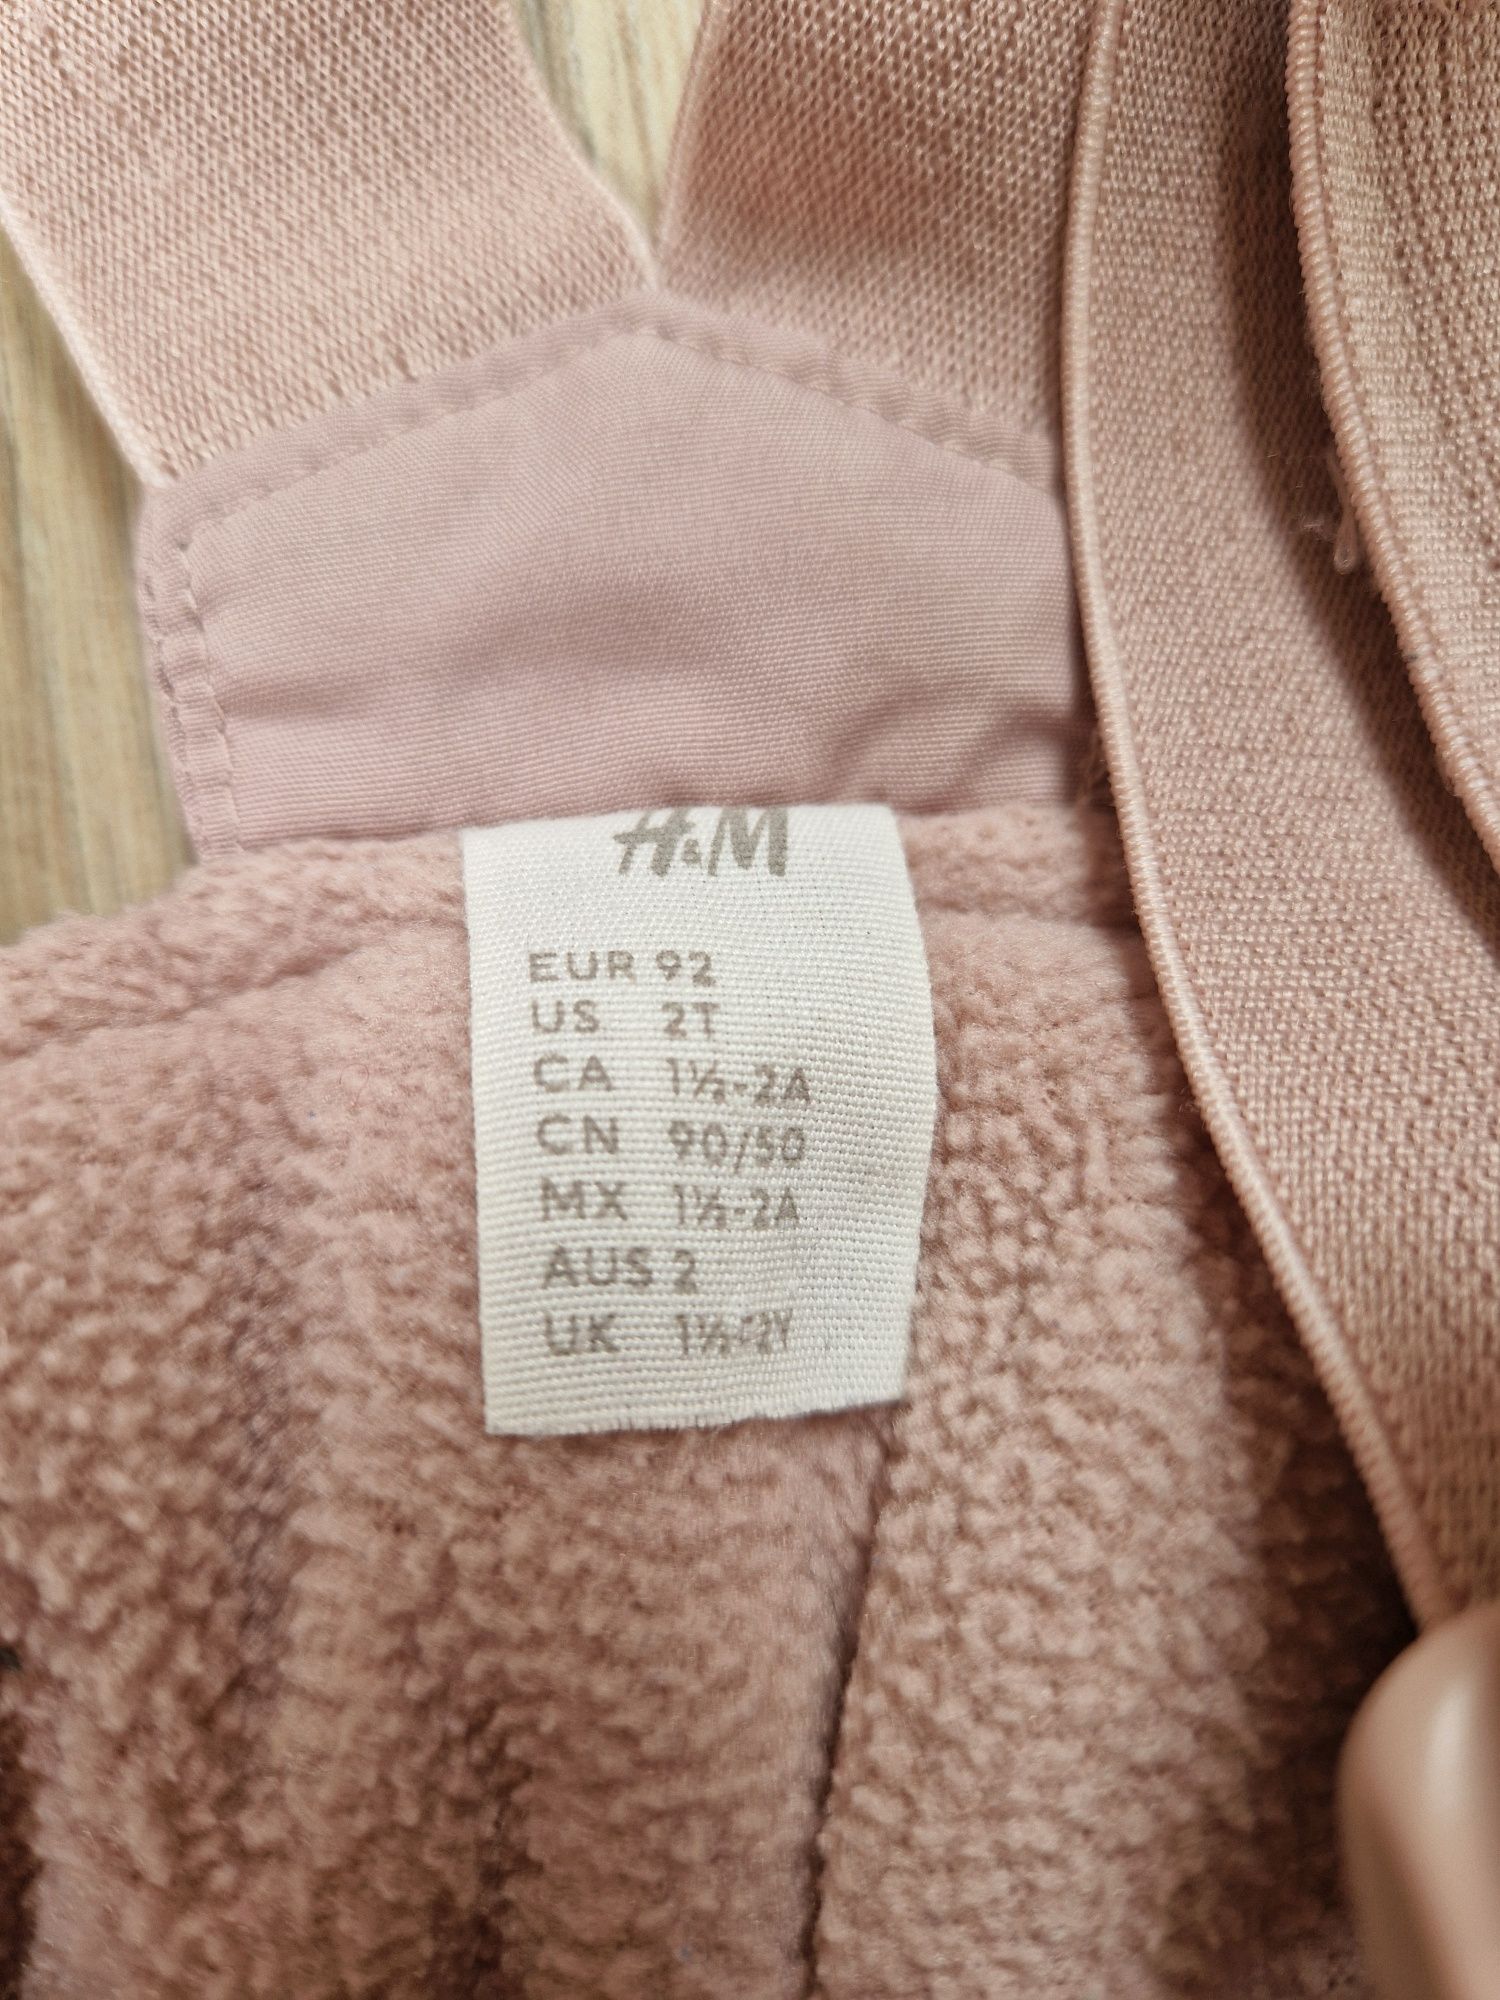 H&M
EUR 92
US 2T
CA 1½-2A
CN 90/50
MX 1½-2A
AUS 2
UK 1½-2Y